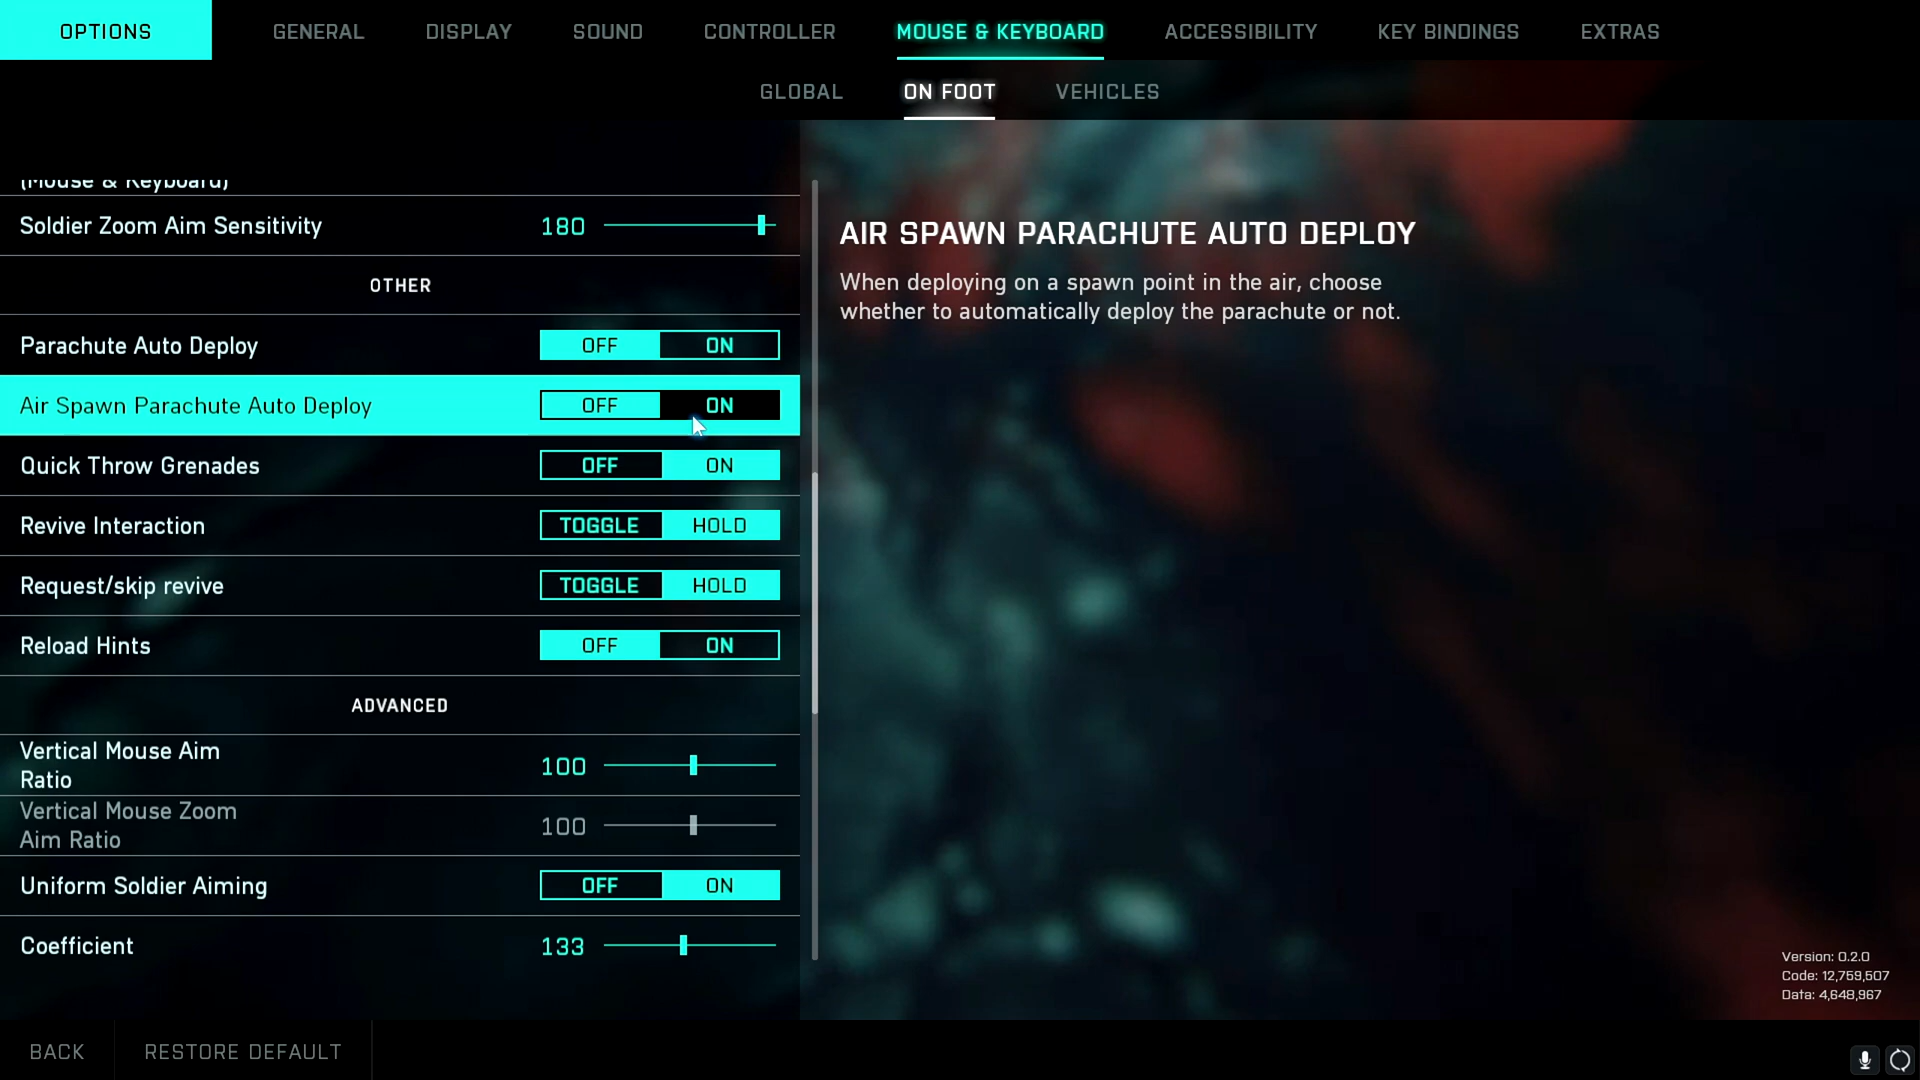 OPTIONS GENERAL DISPLAY SOUND CONTROLLER MOUSE & KEYBOARD ACCESSIBILITY KEY BINDINGS EXTRAS
GLOBAL ON FOOT VEHICLES
(Mouse & Keyboard)
Soldier Zoom Aim Sensitivity 180
OTHER
Parachute Auto Deploy OFF ON
Air Spawn Parachute Auto Deploy OFF ON
Quick Throw Grenades OFF ON
Revive Interaction TOGGLE HOLD
Request/skip revive TOGGLE HOLD
Reload Hints OFF ON
ADVANCED
Vertical Mouse Aim
Ratio 100
Vertical Mouse Zoom
Aim Ratio 100
Uniform Soldier Aiming OFF ON
Coefficient 133
AIR SPAWN PARACHUTE AUTO DEPLOY
When deploying on a spawn point in the air, choose
whether to automatically deploy the parachute or not.
Version: 0.2.0
Code: 12,759,507
Data: 4,648,967
BACK RESTORE DEFAULT